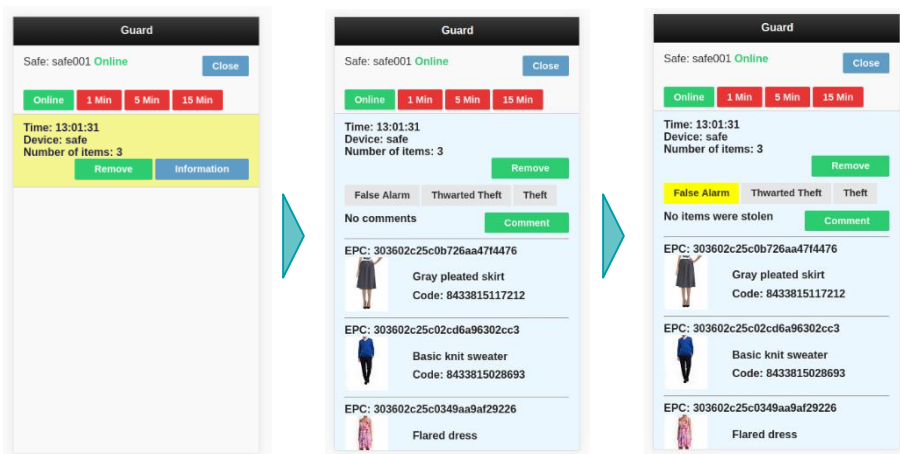 Guard
Safe: safe001 Online
Close
Online 1 Min 5 Min 15 Min
Time: 13:01:31
Device: safe
Number of items: 3
Remove Information
Guard
Safe: safe001 Online
Close
Online 1 Min 5 Min 15 Min
Time: 13:01:31
Device: safe
Number of items: 3
Remove
False Alarm Thwarted Theft Theft
No comments
Comment
EPC: 303602c25c0b726aa47f4476
Gray pleated skirt
Code: 8433815117212
EPC: 303602c25c02cd6a96302cc3
Basic knit sweater
Code: 8433815028693
EPC: 303602c25c0349aa9af29226
Flared dress
Guard
Safe: safe001 Online
Close
Online 1 Min 5 Min 15 Min
Time: 13:01:31
Device: safe
Number of items: 3
Remove
False Alarm Thwarted Theft Theft
No items were stolen
Comment
EPC: 303602c25c0b726aa47f4476
Gray pleated skirt
Code: 8433815117212
EPC: 303602c25c02cd6a96302cc3
Basic knit sweater
Code: 8433815028693
EPC: 303602c25c0349aa9af29226
Flared dress